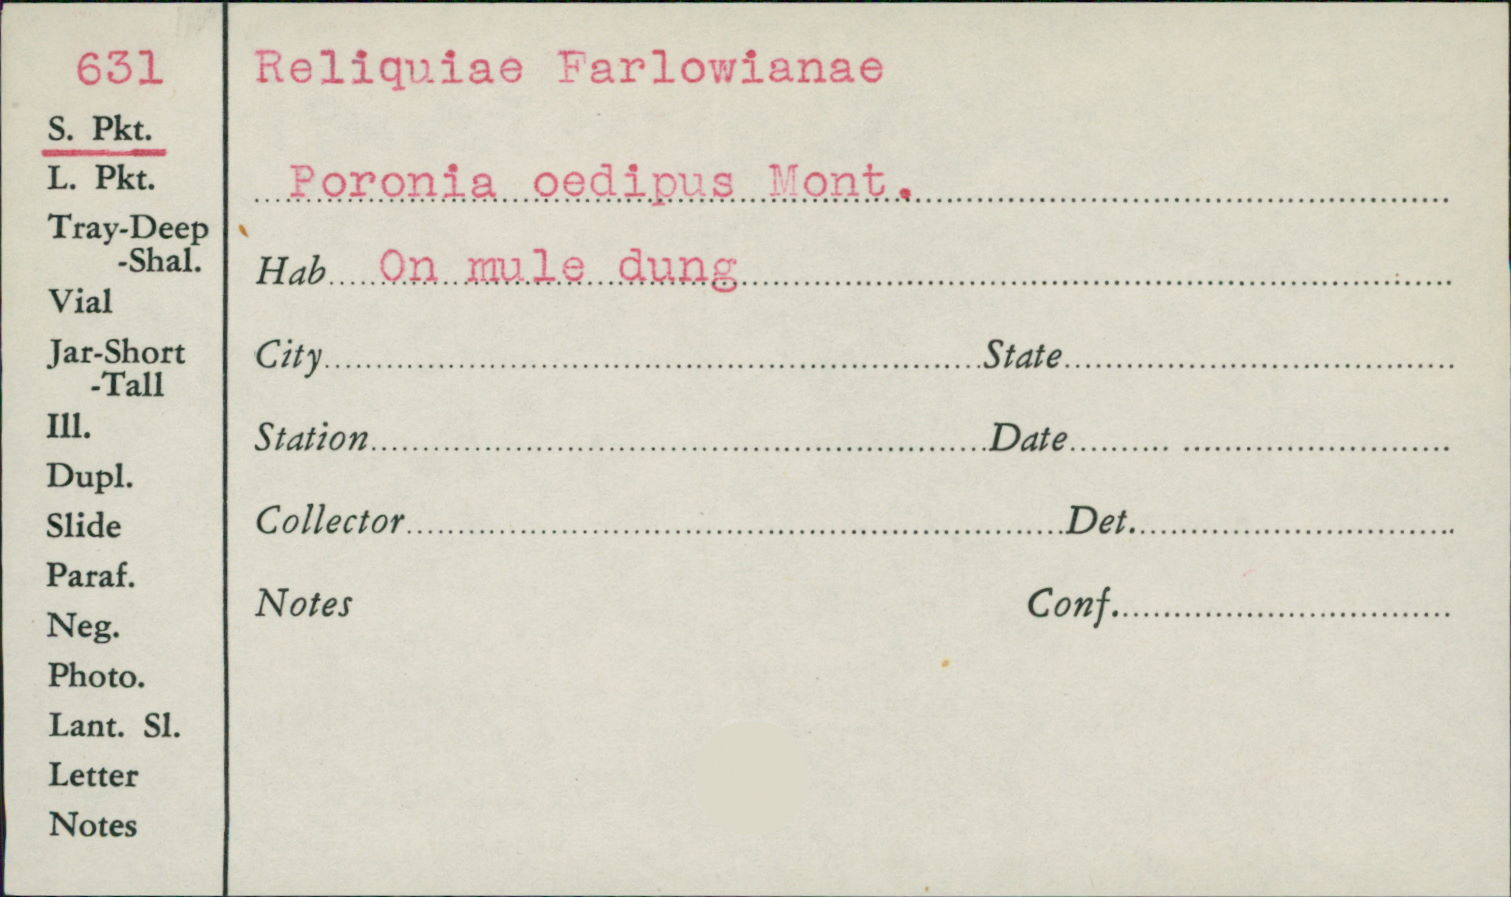 631
S. Pkt.
L. Pkt.
Tray-Deep
-Shal.
Vial
Jar-Short
-Tall
Ill.
Dupl.
Slide
Paraf.
Neg.
Photo.
Lant. Sl.
Letter
Notes
Reliquiae Farlowianae
Poronia oedipus Mont.
Hab On mule dung
City State
Station Date
Collector Det.
Notes Conf.